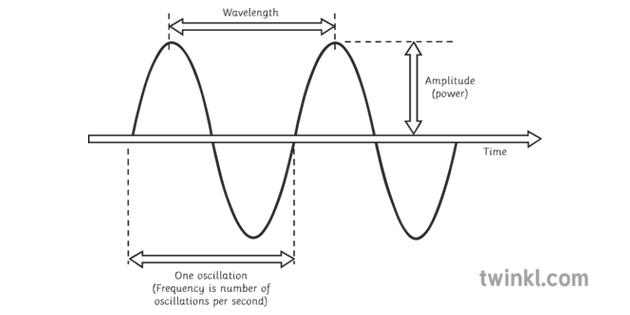 Wavelength
Amplitude
(power)
Time
One oscillation
(Frequency is number of
oscillations per second)
twinkl.com